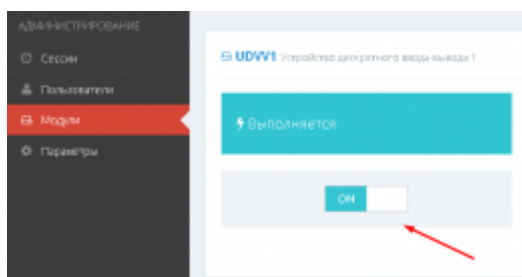 АДМИНИСТРИРОВАНИЕ
Сессии
Пользователи
Модули
Параметры
UDVV1 Устройство дискретного ввода-вывода 1
Выполняется
ON